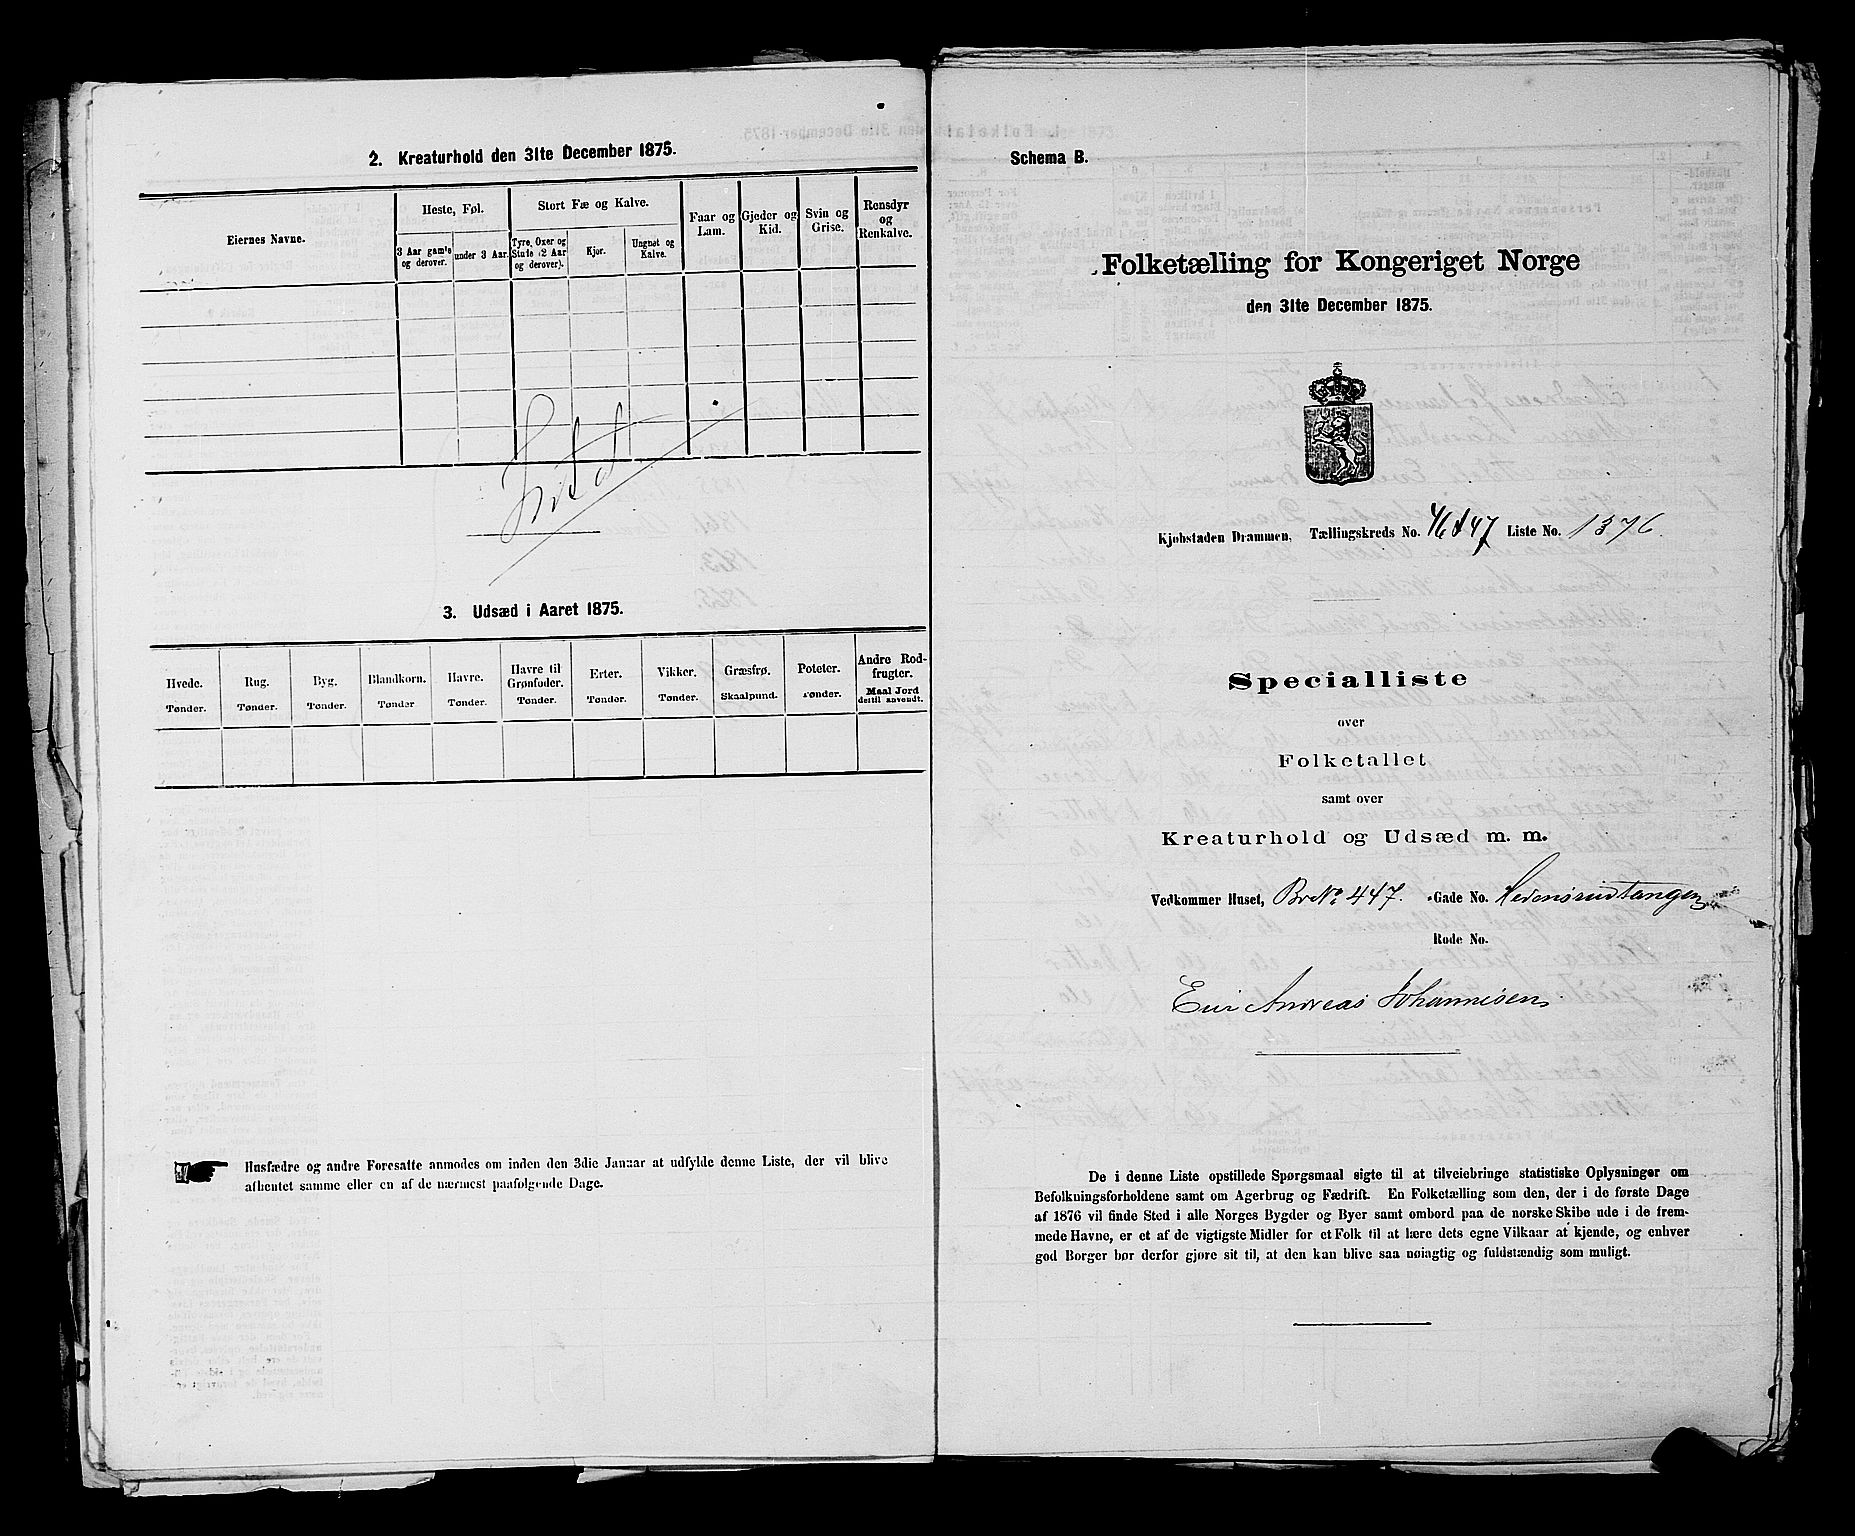 2. Kreaturhold den 31te December 1875.
Eiernes Navne.
Heste, Føl.
3 Aar gamle og derover.
under 3 Aar.
Stort Fæ og Kalve.
Tyre, Oxer og Stute (2 Aar og derover).
Kjør.
Ungnøt og Kalve.
Faar og Lam.
Gjeder og Kid.
Svin og Grise.
Rensdyr og Renkalve.
3. Udsæd i Aaret 1875.
Hvede. Tønder.
Rug. Tønder.
Byg. Tønder.
Blandkorn. Tønder
Havre. Tønder.
Havre til Grønfoder. Tønder.
Erter. Tønder.
Vikker. Tønder.
Græsfrø. Skaalpund.
Poteter. Tønder.
Andre Rodfrugter. Maal Jord dertil anvendt.
Husfædre og andre Foresatte anmodes om inden den 3die Januar at udfylde denne Liste, der vil blive
afhentet samme eller en af de nærmest paafølgende Dage.
Schema B.
Folketælling for Kongeriget Norge
den 31te December 1875.
Kjøbstaden Drammen, Tællingskreds No. 46 & 47 Liste No. 1376.
Specialliste
over
Folketallet
samt over
Kreaturhold og Udsæd m. m.
Vedkommer Huset, Br No. 447. Gade No.
Rode No.
Eier Andreas Johannesen
De i denne Liste opstillede Spørgsmaal sigte til at tilveiebringe statistiske Oplysninger om
Befolkningsforholdene samt om Agerbrug og Fædrift. En Folketælling som den, der i de første Dage
af 1876 vil finde Sted i alle Norges Bygder og Byer samt ombord paa de norske Skibe ude i de frem-
mede Havne, er et af de vigtigste Midler for et Folk til at lære dets egne Vilkaar at kjende, og enhver
god Borger bør derfor gjøre sit til, at den kan blive saa nøiagtig og fuldstændig som muligt.